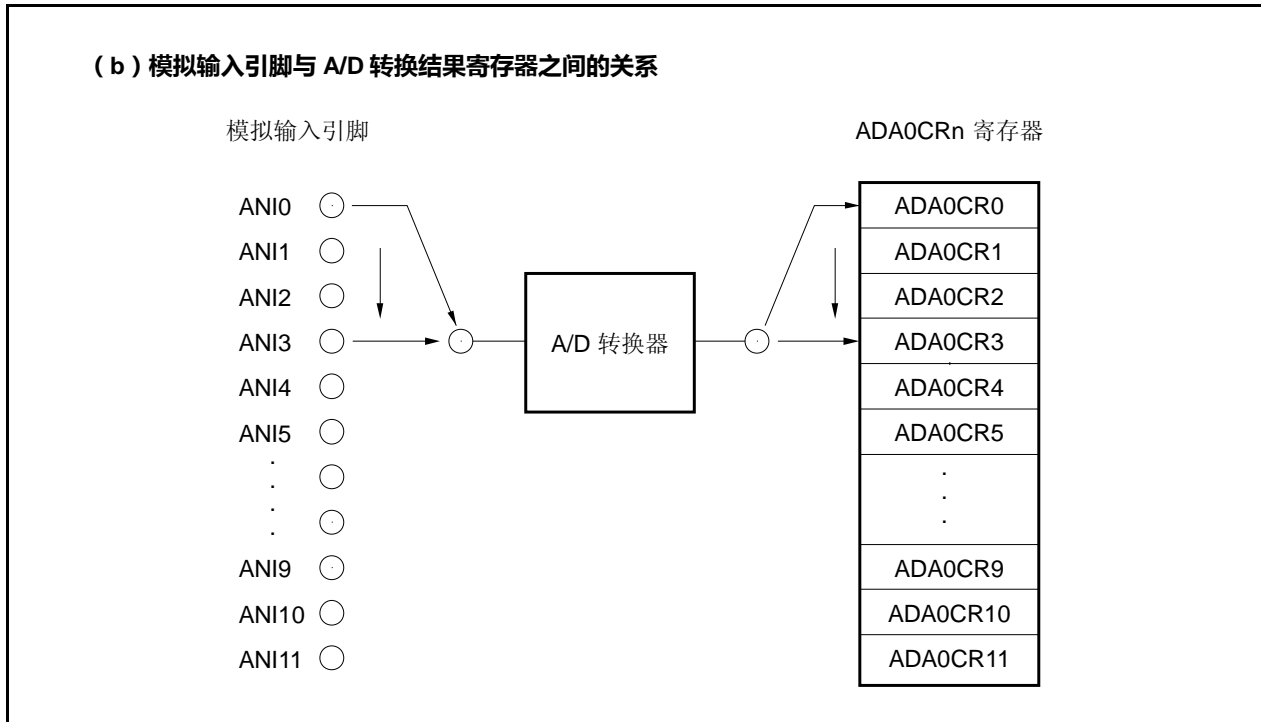 （b）模拟输入引脚与 A/D 转换结果寄存器之间的关系
模拟输入引脚
ADA0CRn 寄存器
ANI0
ANI1
ANI2
ANI3
ANI4
ANI5
.
.
.
.
ANI9
ANI10
ANI11
A/D 转换器
ADA0CR0
ADA0CR1
ADA0CR2
ADA0CR3
ADA0CR4
ADA0CR5
.
.
.
ADA0CR9
ADA0CR10
ADA0CR11